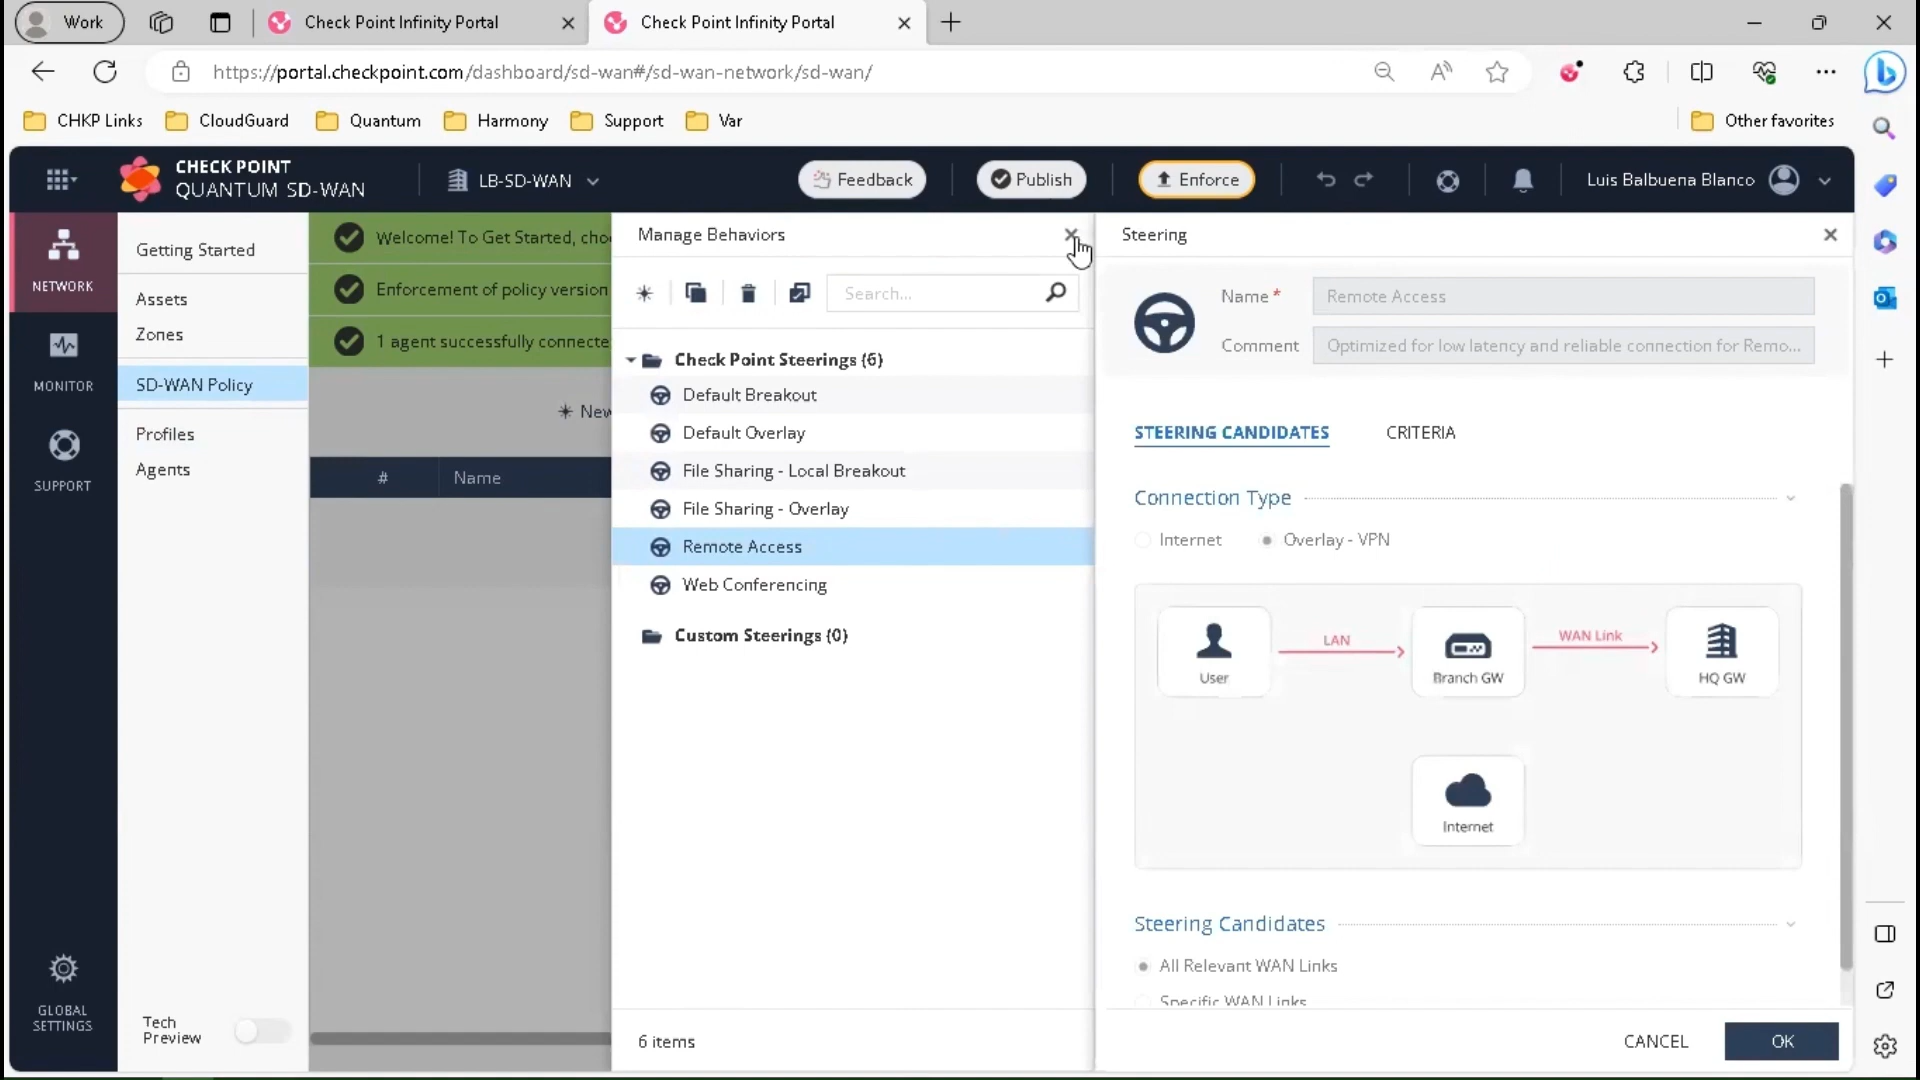 Work
Check Point Infinity Portal
Check Point Infinity Portal
https://portal.checkpoint.com/dashboard/sd-wan#/sd-wan-network/sd-wan/
CHKP Links
CloudGuard
Quantum
Harmony
Support
Var
Other favorites
CHECK POINT
QUANTUM SD-WAN
LB-SD-WAN
Feedback
Publish
Enforce
Luis Balbuena Blanco
NETWORK
MONITOR
SUPPORT
GLOBAL
SETTINGS
Getting Started
Assets
Zones
SD-WAN Policy
Profiles
Agents
Tech
Preview
Welcome! To Get Started, cho
Enforcement of policy version
1 agent successfully connecte
New
#
Name
Manage Behaviors
Search...
Check Point Steerings (6)
Default Breakout
Default Overlay
File Sharing - Local Breakout
File Sharing - Overlay
Remote Access
Web Conferencing
Custom Steerings (0)
6 items
Steering
Name *
Remote Access
Comment
Optimized for low latency and reliable connection for Remo...
STEERING CANDIDATES
CRITERIA
Connection Type
Internet
Overlay - VPN
User
LAN
Branch GW
WAN Link
HQ GW
Internet
Steering Candidates
All Relevant WAN Links
Specific WAN Links
CANCEL
OK